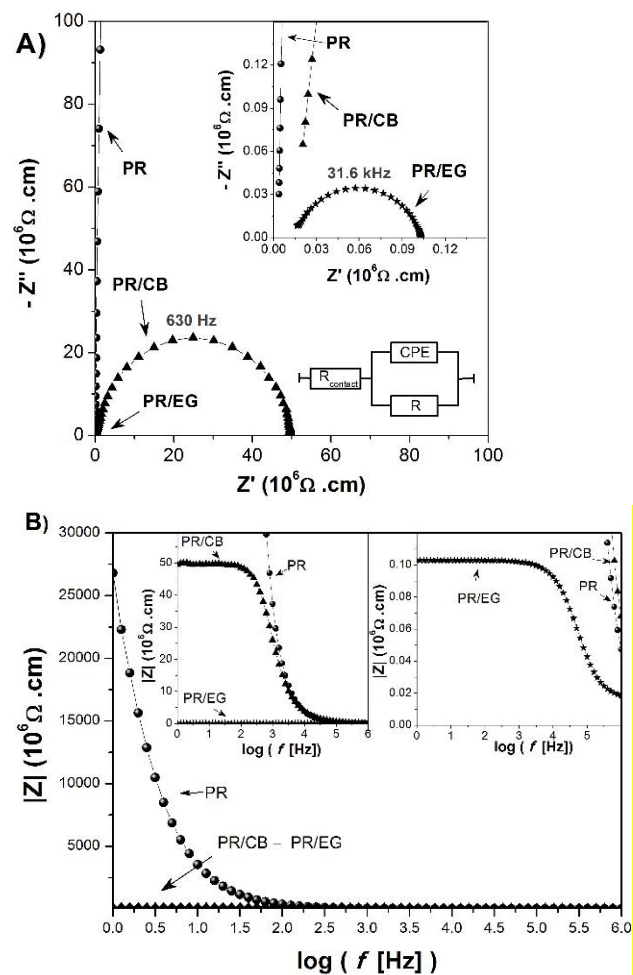 A)
100
80
60
40
20
0
- Z'' (10⁶Ω .cm)
PR
PR/CB
630 Hz
PR/EG
0 20 40 60 80 100
Z' (10⁶Ω .cm)
0.12
0.09
0.06
0.03
0.00
- Z'' (10⁶Ω .cm)
PR
PR/CB
31.6 kHz
PR/EG
0.00 0.03 0.06 0.09 0.12
Z' (10⁶Ω .cm)
R contact
CPE
R
B)
30000
25000
20000
15000
10000
5000
|Z| (10⁶Ω .cm)
PR
PR/CB – PR/EG
0.0 0.5 1.0 1.5 2.0 2.5 3.0 3.5 4.0 4.5 5.0 5.5 6.0
log ( f [Hz] )
60
50
40
30
20
10
0
|Z| (10⁶Ω .cm)
PR/CB
PR
PR/EG
0 1 2 3 4 5 6
log ( f [Hz])
0.10
0.08
0.06
0.04
0.02
0.00
|Z| (10⁶Ω .cm)
PR/CB
PR
PR/EG
0 1 2 3 4 5 6
log ( f [Hz])